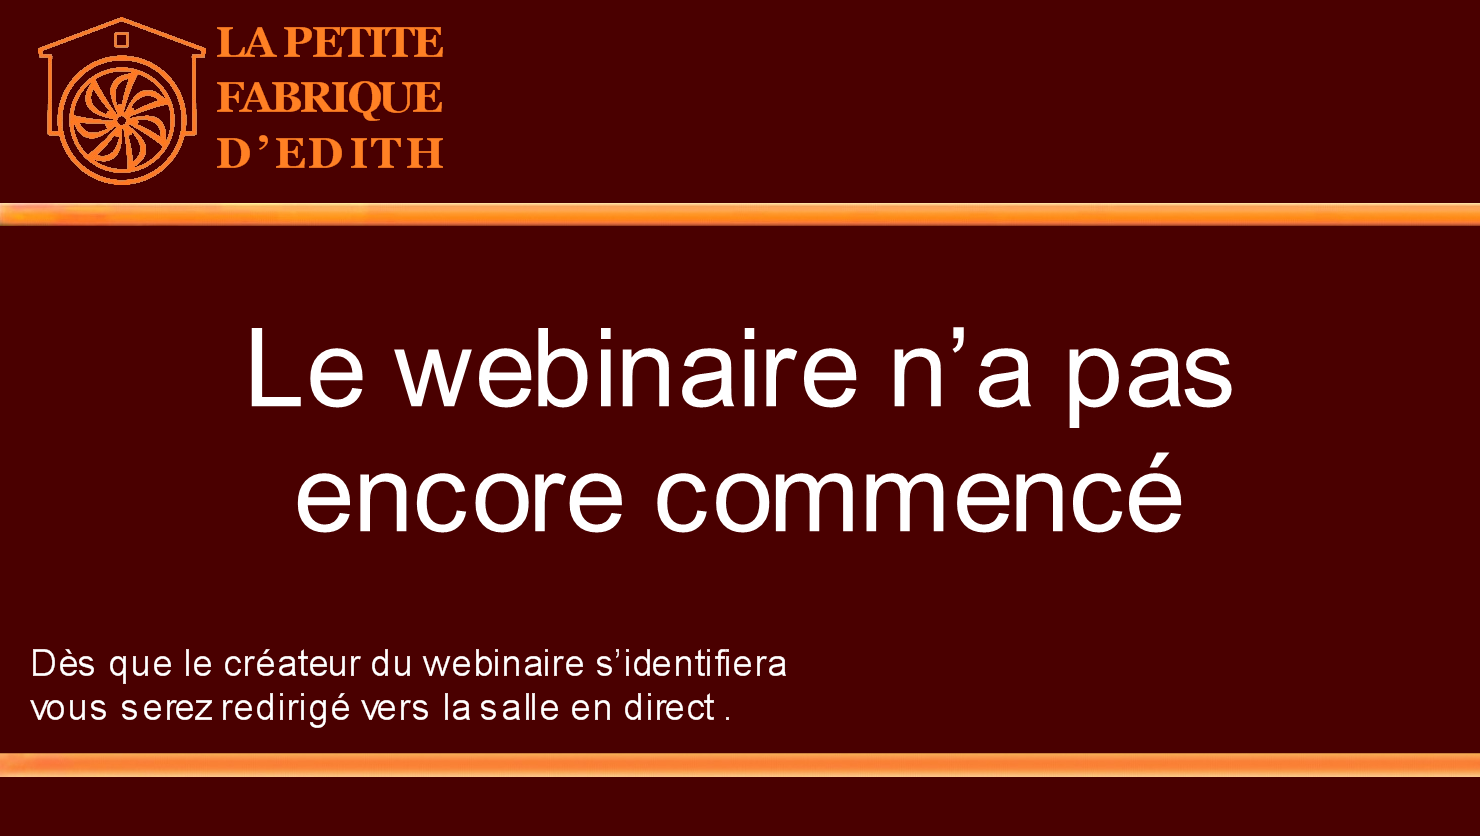 LA PETITE
FABRIQUE
D’EDITH
Le webinaire n’a pas
encore commencé
Dès que le créateur du webinaire s’identifiera
vous serez redirigé vers la salle en direct .